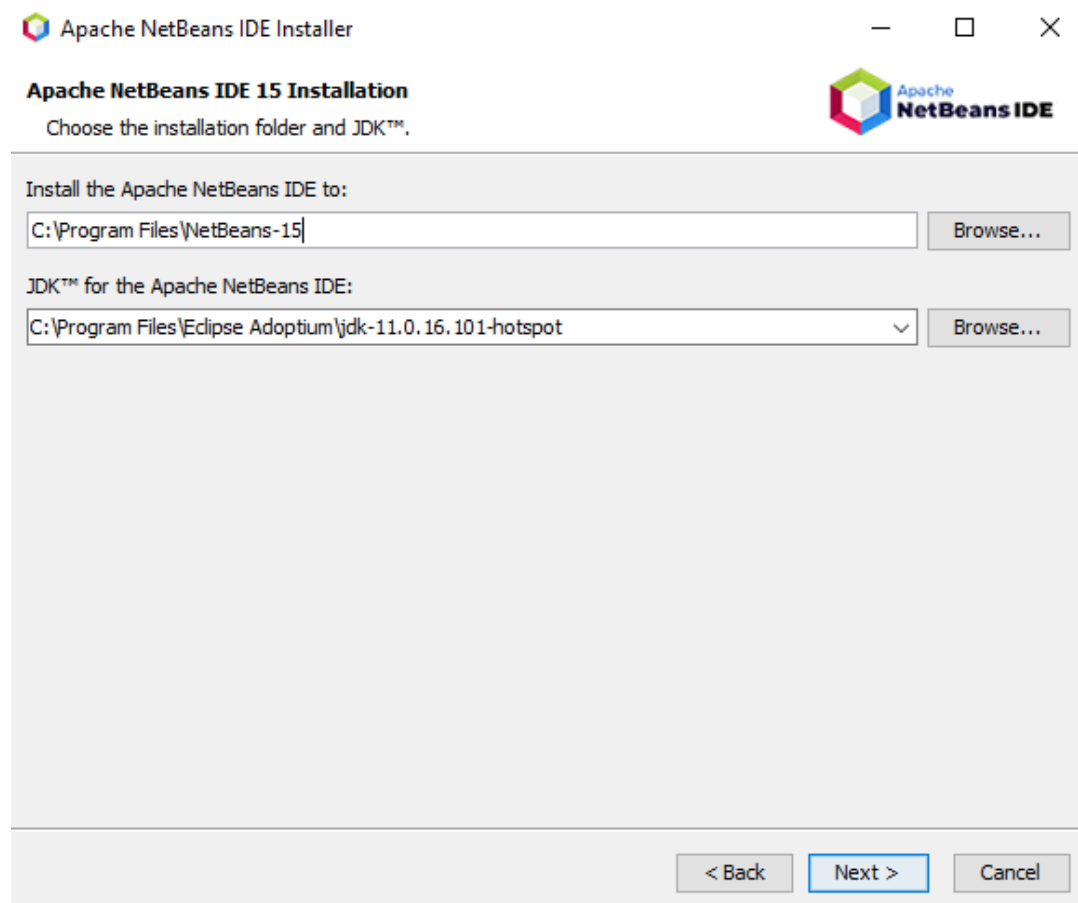 Apache NetBeans IDE Installer
Apache NetBeans IDE 15 Installation
Choose the installation folder and JDK™.
Apache
NetBeans IDE
Install the Apache NetBeans IDE to:
C:\Program Files\NetBeans-15
Browse...
JDK™ for the Apache NetBeans IDE:
C:\Program Files\Eclipse Adoptium\jdk-11.0.16.101-hotspot
Browse...
< Back
Next >
Cancel